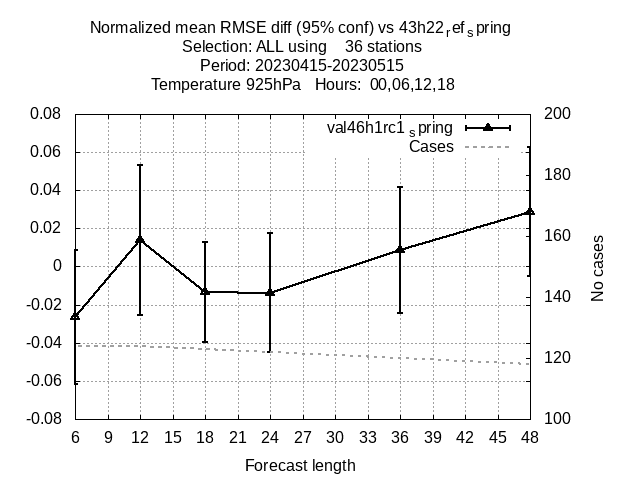 Normalized mean RMSE diff (95% conf) vs 43h22refspring
Selection: ALL using 36 stations
Period: 20230415-20230515
Temperature 925hPa Hours: 00,06,12,18
0.08
0.06
0.04
0.02
0
-0.02
-0.04
-0.06
-0.08
val46h1rc1spring
Cases
200
180
160
140
120
100
No cases
6 9 12 15 18 21 24 27 30 33 36 39 42 45 48
Forecast length